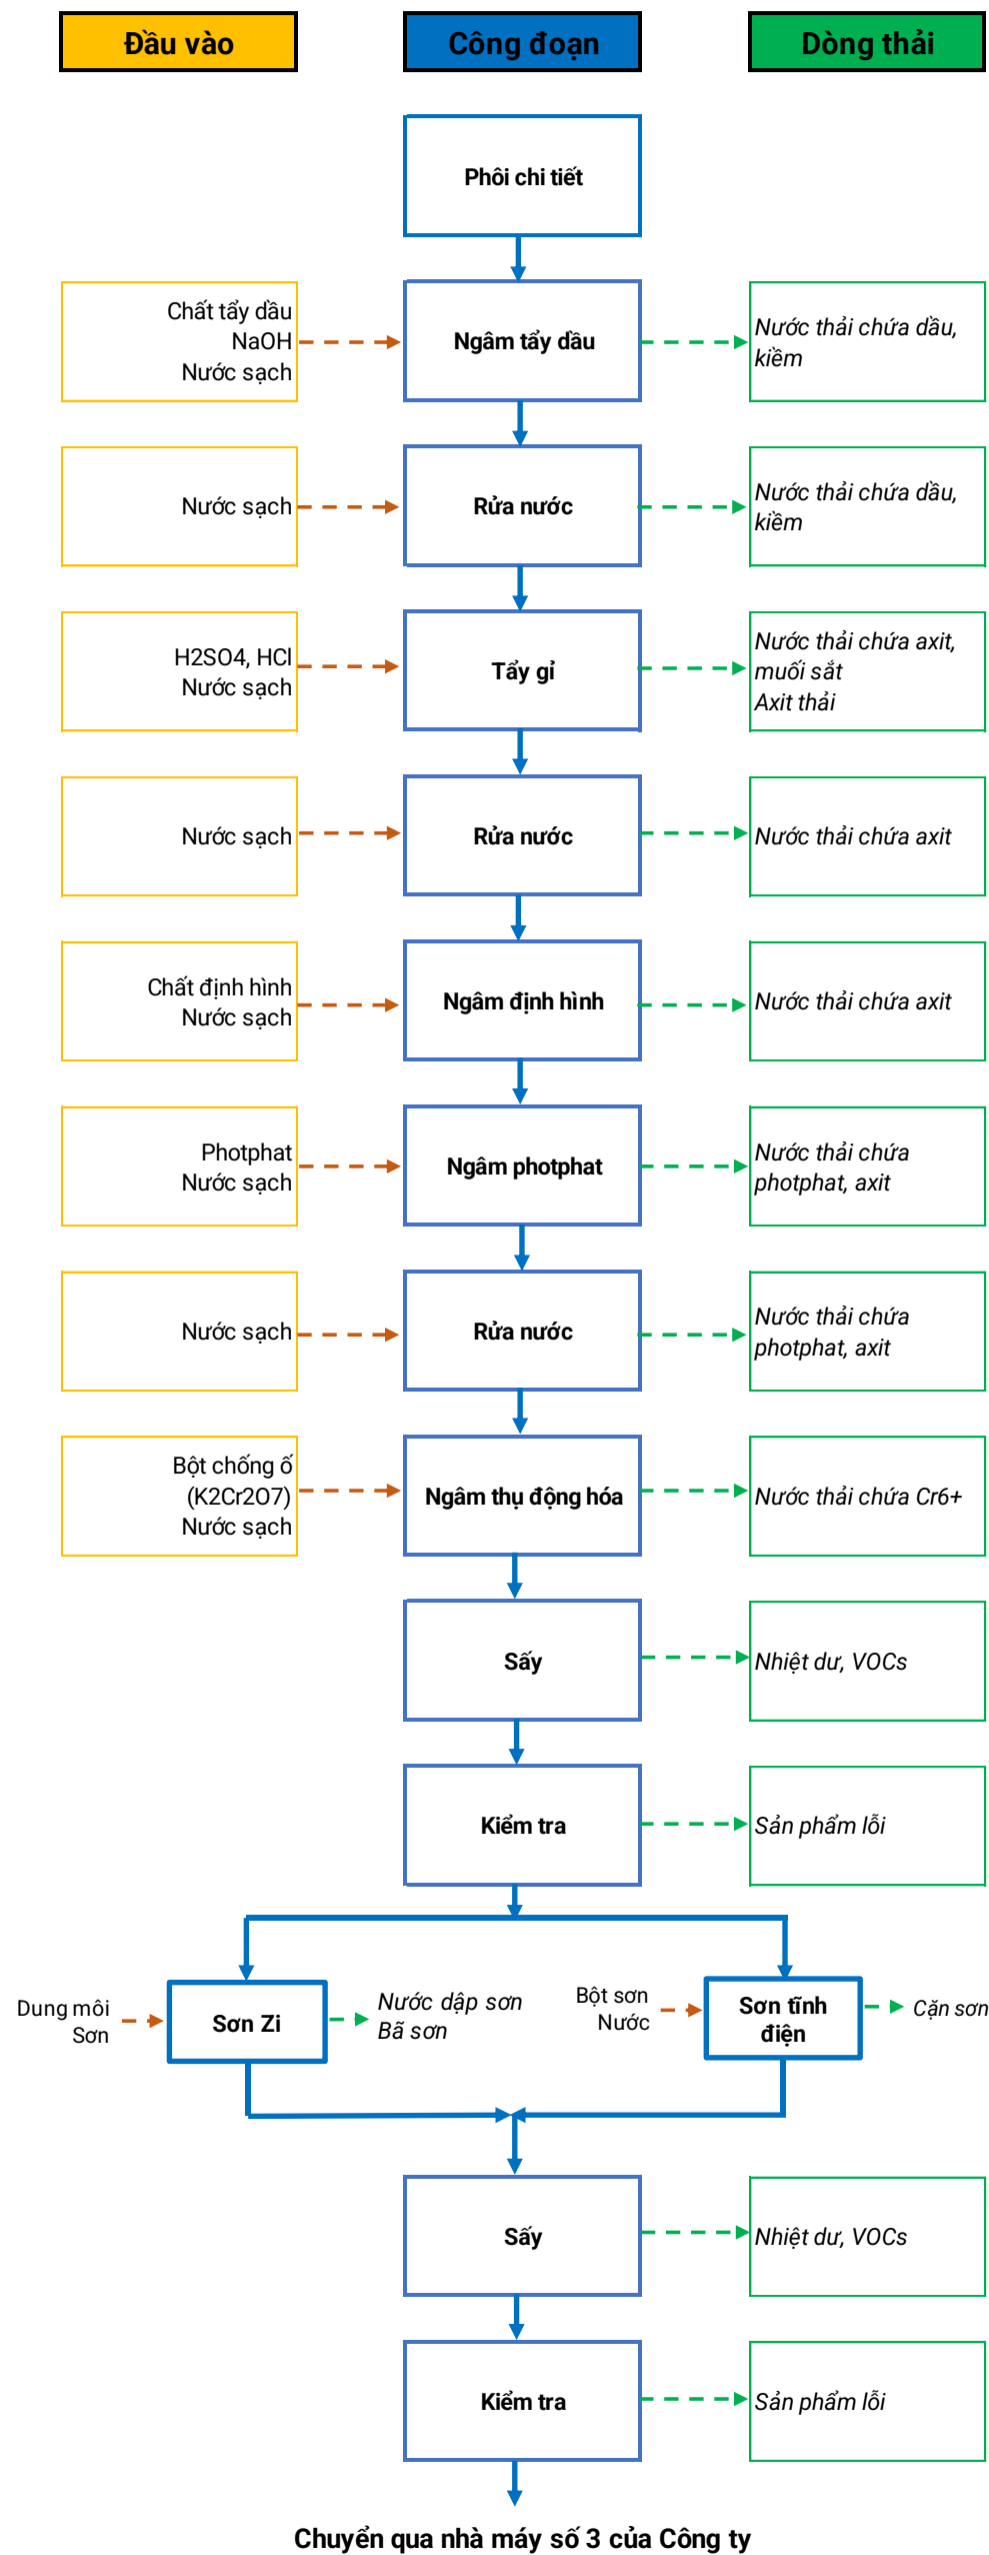 Đầu vào
Công đoạn
Dòng thải
Phôi chi tiết
Chất tẩy dầu
NaOH
Nước sạch
Ngâm tẩy dầu
Nước thải chứa dầu,
kiềm
Nước sạch
Rửa nước
Nước thải chứa dầu,
kiềm
H2SO4, HCl
Nước sạch
Tẩy gỉ
Nước thải chứa axit,
muối sắt
Axit thải
Nước sạch
Rửa nước
Nước thải chứa axit
Chất định hình
Nước sạch
Ngâm định hình
Nước thải chứa axit
Photphat
Nước sạch
Ngâm photphat
Nước thải chứa
photphat, axit
Nước sạch
Rửa nước
Nước thải chứa
photphat, axit
Bột chống ố
(K2Cr2O7)
Nước sạch
Ngâm thụ động hóa
Nước thải chứa Cr6+
Sấy
Nhiệt dư, VOCs
Kiểm tra
Sản phẩm lỗi
Dung môi
Sơn
Sơn Zi
Nước dập sơn
Bã sơn
Bột sơn
Nước
Sơn tĩnh
điện
Cặn sơn
Sấy
Nhiệt dư, VOCs
Kiểm tra
Sản phẩm lỗi
Chuyển qua nhà máy số 3 của Công ty